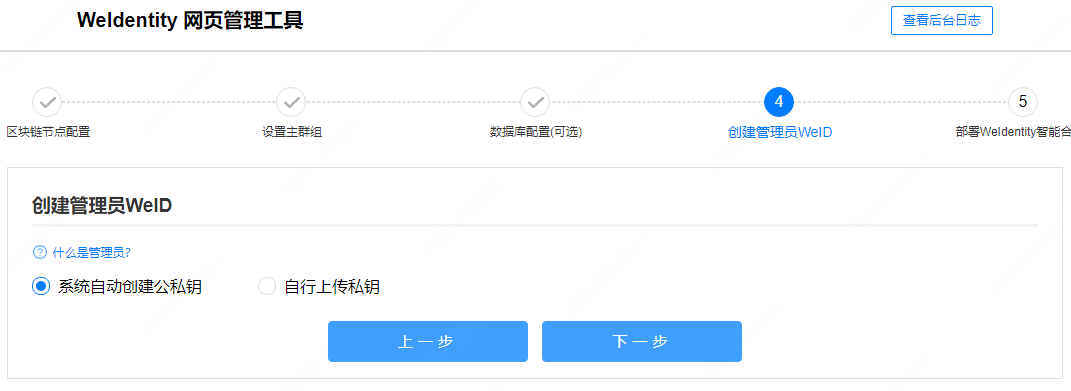 WeIdentity 网页管理工具
查看后台日志
4
5
区块链节点配置
设置主群组
数据库配置(可选)
创建管理员WeID
部署WeIdentity智能合
创建管理员WeID
? 什么是管理员?
系统自动创建公私钥
自行上传私钥
上一步
下一步